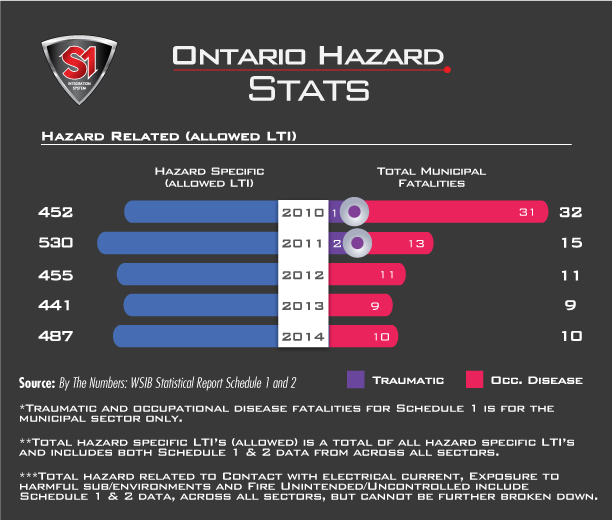 S1
INTEGRATION
SYSTEM
ONTARIO HAZARD
STATS
HAZARD RELATED (ALLOWED LTI)
HAZARD SPECIFIC
(ALLOWED LTI)
TOTAL MUNICIPAL
FATALITIES
452 2010 1 31 32
530 2011 2 13 15
455 2012 11 11
441 2013 9 9
487 2014 10 10
Source: By The Numbers: WSIB Statistical Report Schedule 1 and 2
TRAUMATIC OCC. DISEASE
*TRAUMATIC AND OCCUPATIONAL DISEASE FATALITIES FOR SCHEDULE 1 IS FOR THE
MUNICIPAL SECTOR ONLY.
**TOTAL HAZARD SPECIFIC LTI'S (ALLOWED) IS A TOTAL OF ALL HAZARD SPECIFIC LTI'S
AND INCLUDES BOTH SCHEDULE 1 & 2 DATA FROM ACROSS ALL SECTORS.
***TOTAL HAZARD RELATED TO CONTACT WITH ELECTRICAL CURRENT, EXPOSURE TO
HARMFUL SUB/ENVIRONMENTS AND FIRE UNINTENDED/UNCONTROLLED INCLUDE
SCHEDULE 1 & 2 DATA, ACROSS ALL SECTORS, BUT CANNOT BE FURTHER BROKEN DOWN.